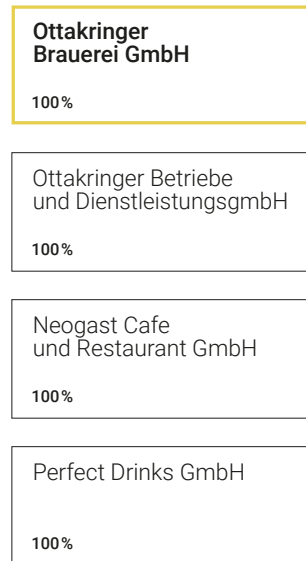 Ottakringer
Brauerei GmbH
100 %
Ottakringer Betriebe
und DienstleistungsgmbH
100 %
Neogast Cafe
und Restaurant GmbH
100 %
Perfect Drinks GmbH
100 %